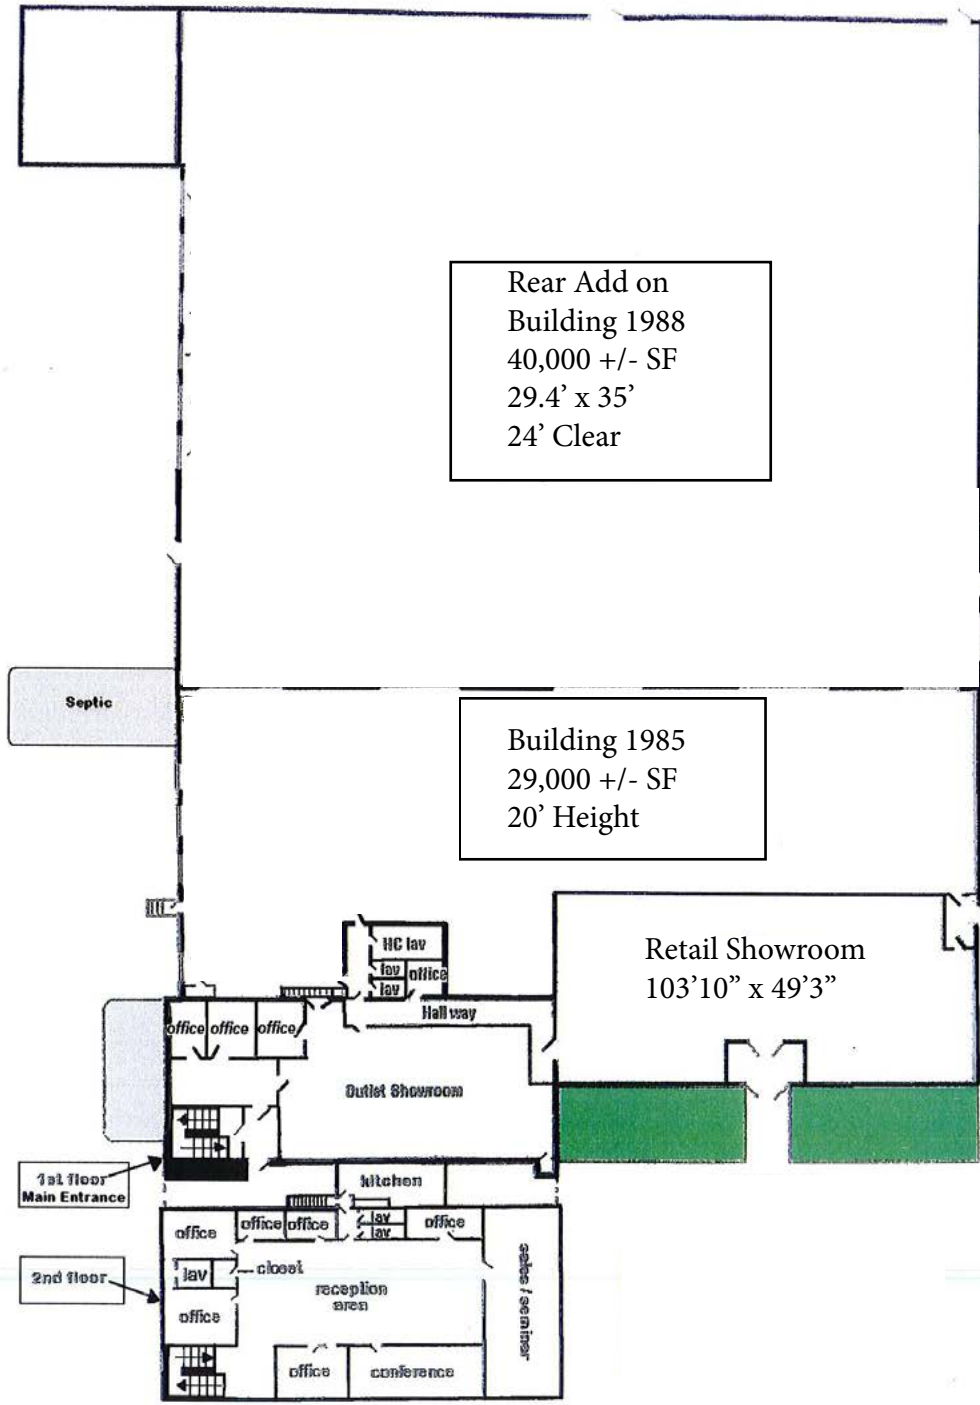 Rear Add on
Building 1988
40,000 +/- SF
29.4’ x 35’
24’ Clear
Septic
Building 1985
29,000 +/- SF
20’ Height
Retail Showroom
103’10” x 49’3”
HC lav
lav
office
lav
Hall way
office office office
Outlet Showroom
1st floor
Main Entrance
kitchen
office
office office
lav
lav
office
2nd floor
lav
closet
reception
area
sales / seminar
office
office
conference